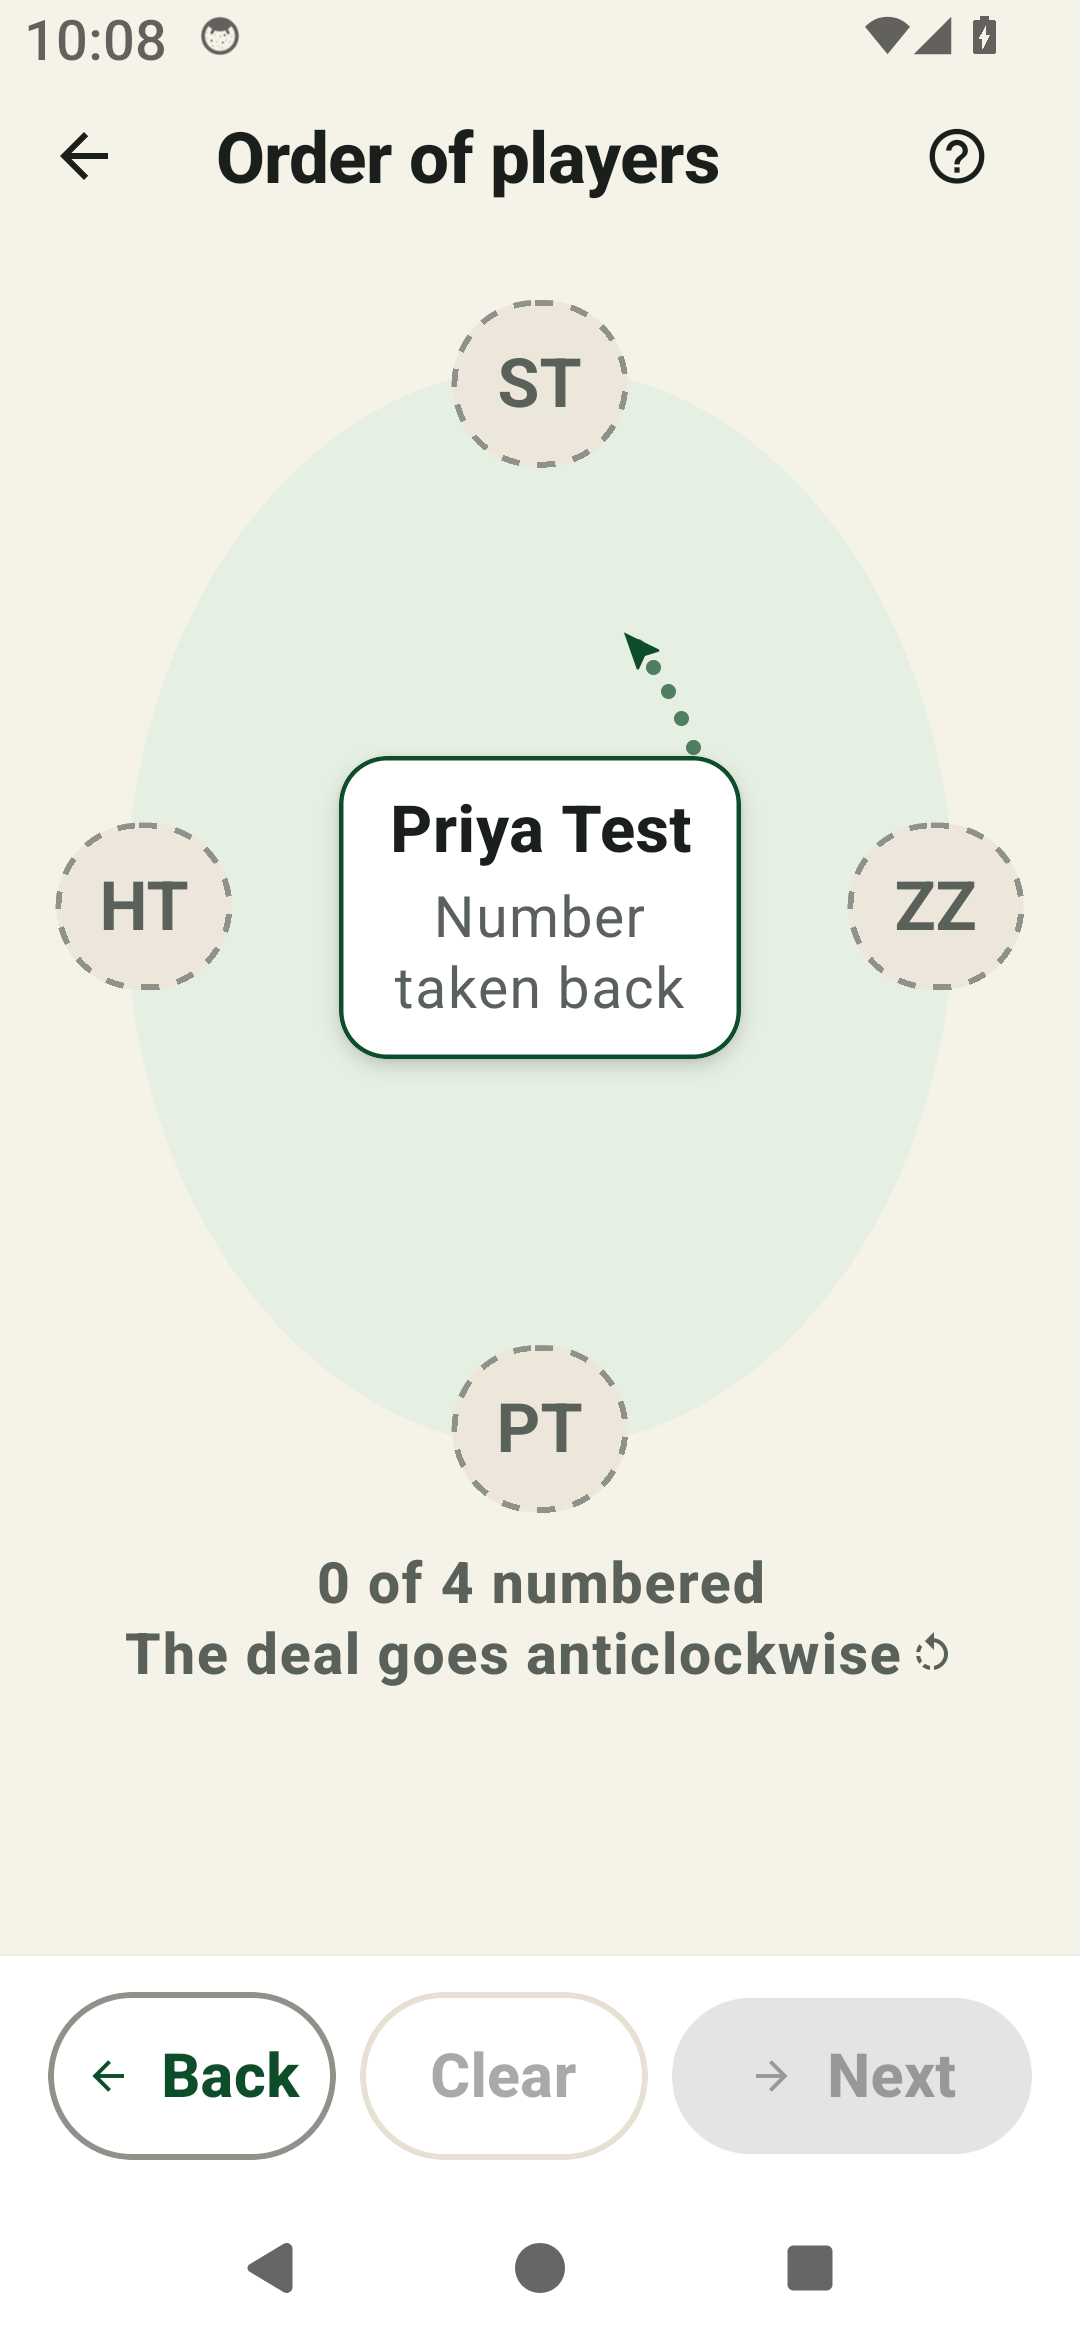 10:08
Order of players
ST
HT
ZZ
Priya Test
Number
taken back
PT
0 of 4 numbered
The deal goes anticlockwise
Back
Clear
Next